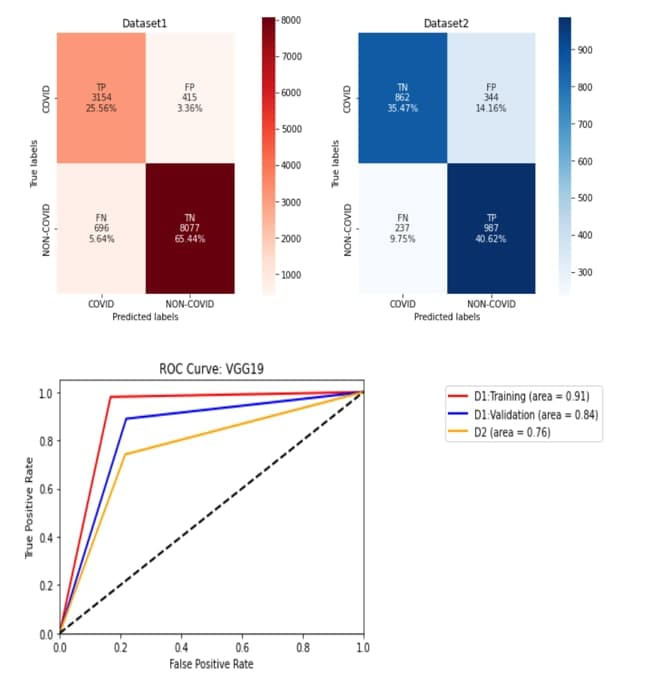 Dataset1
TP
3154
25.56%
FP
415
3.36%
FN
696
5.64%
TN
8077
65.44%
COVID
NON-COVID
True labels
COVID
NON-COVID
Predicted labels
8000
7000
6000
5000
4000
3000
2000
1000
Dataset2
TN
862
35.47%
FP
344
14.16%
FN
237
9.75%
TP
987
40.62%
COVID
NON-COVID
True labels
COVID
NON-COVID
Predicted labels
900
800
700
600
500
400
300
ROC Curve: VGG19
1.0
0.8
0.6
0.4
0.2
0.0
True Positive Rate
0.0
0.2
0.4
0.6
0.8
1.0
False Positive Rate
D1:Training (area = 0.91)
D1:Validation (area = 0.84)
D2 (area = 0.76)